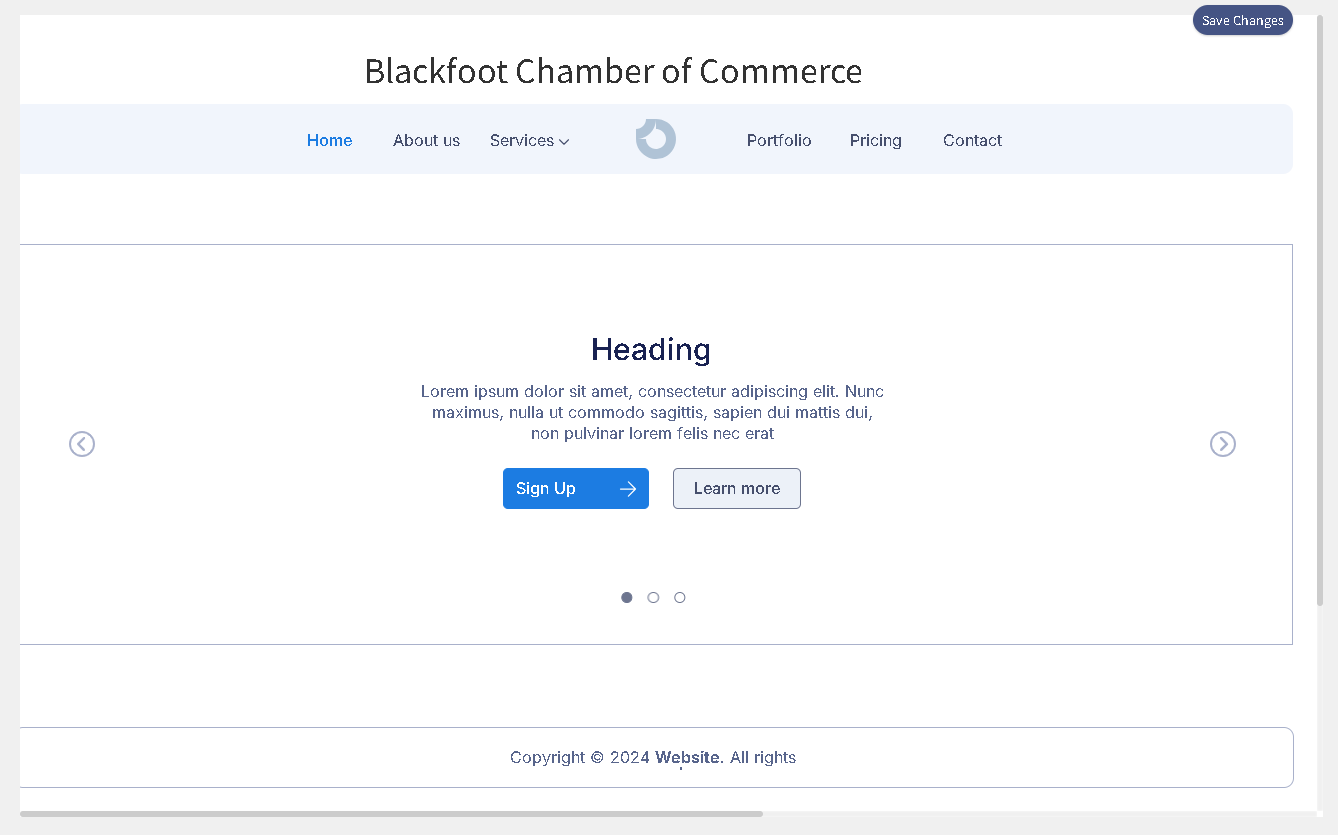 Save Changes
Blackfoot Chamber of Commerce
Home About us Services Portfolio Pricing Contact
Heading
Lorem ipsum dolor sit amet, consectetur adipiscing elit. Nunc
maximus, nulla ut commodo sagittis, sapien dui mattis dui,
non pulvinar lorem felis nec erat
Sign Up Learn more
Copyright © 2024 Website. All rights